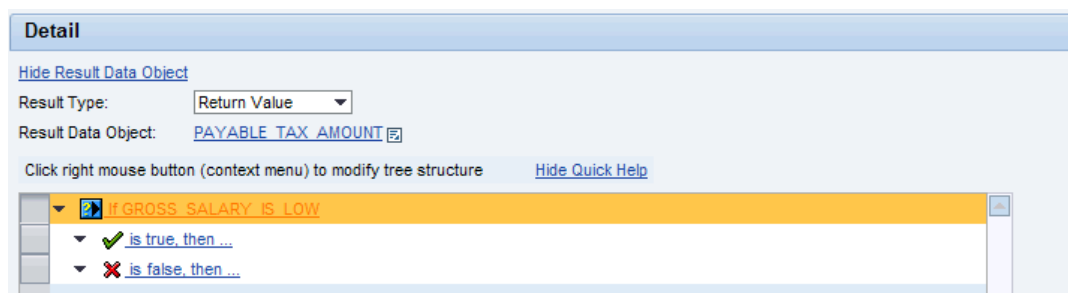 Detail
Hide Result Data Object
Result Type: Return Value
Result Data Object: PAYABLE_TAX_AMOUNT
Click right mouse button (context menu) to modify tree structure Hide Quick Help
If GROSS_SALARY_IS_LOW
is true, then ...
is false, then ...